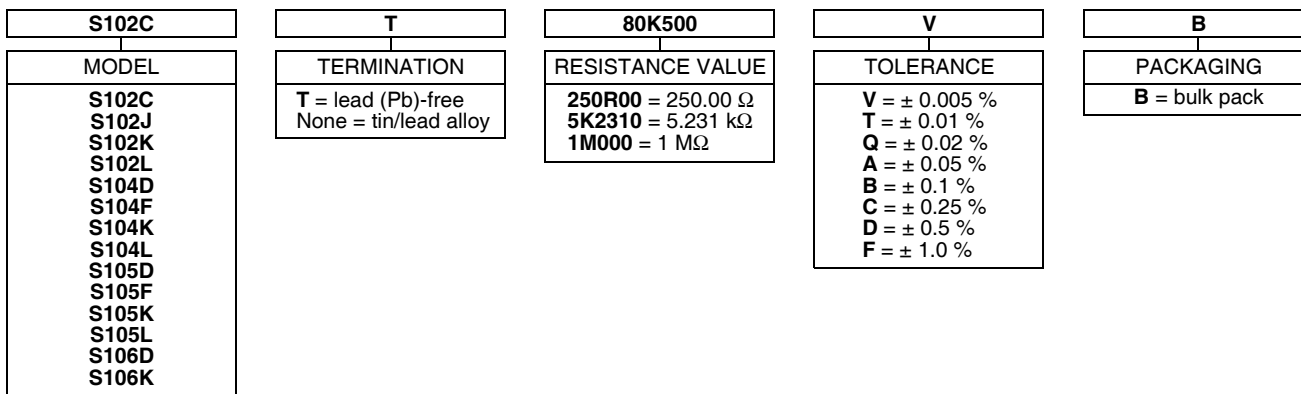 S102C
MODEL
S102C
S102J
S102K
S102L
S104D
S104F
S104K
S104L
S105D
S105F
S105K
S105L
S106D
S106K
T
TERMINATION
T = lead (Pb)-free
None = tin/lead alloy
80K500
RESISTANCE VALUE
250R00 = 250.00 Ω
5K2310 = 5.231 kΩ
1M000 = 1 MΩ
V
TOLERANCE
V = ± 0.005 %
T = ± 0.01 %
Q = ± 0.02 %
A = ± 0.05 %
B = ± 0.1 %
C = ± 0.25 %
D = ± 0.5 %
F = ± 1.0 %
B
PACKAGING
B = bulk pack